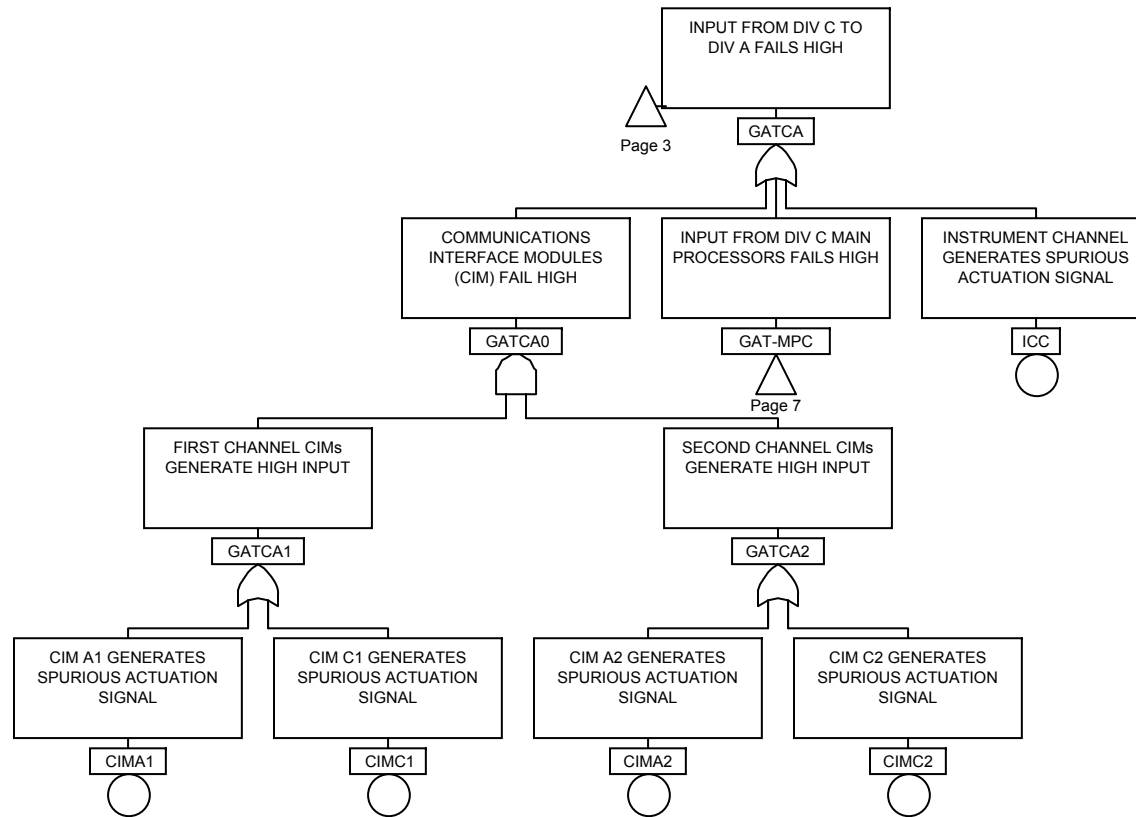 INPUT FROM DIV C TO
DIV A FAILS HIGH
Page 3
GATCA
COMMUNICATIONS
INTERFACE MODULES
(CIM) FAIL HIGH
GATCA0
INPUT FROM DIV C MAIN
PROCESSORS FAILS HIGH
GAT-MPC
Page 7
INSTRUMENT CHANNEL
GENERATES SPURIOUS
ACTUATION SIGNAL
ICC
FIRST CHANNEL CIMs
GENERATE HIGH INPUT
GATCA1
SECOND CHANNEL CIMs
GENERATE HIGH INPUT
GATCA2
CIM A1 GENERATES
SPURIOUS ACTUATION
SIGNAL
CIMA1
CIM C1 GENERATES
SPURIOUS ACTUATION
SIGNAL
CIMC1
CIM A2 GENERATES
SPURIOUS ACTUATION
SIGNAL
CIMA2
CIM C2 GENERATES
SPURIOUS ACTUATION
SIGNAL
CIMC2